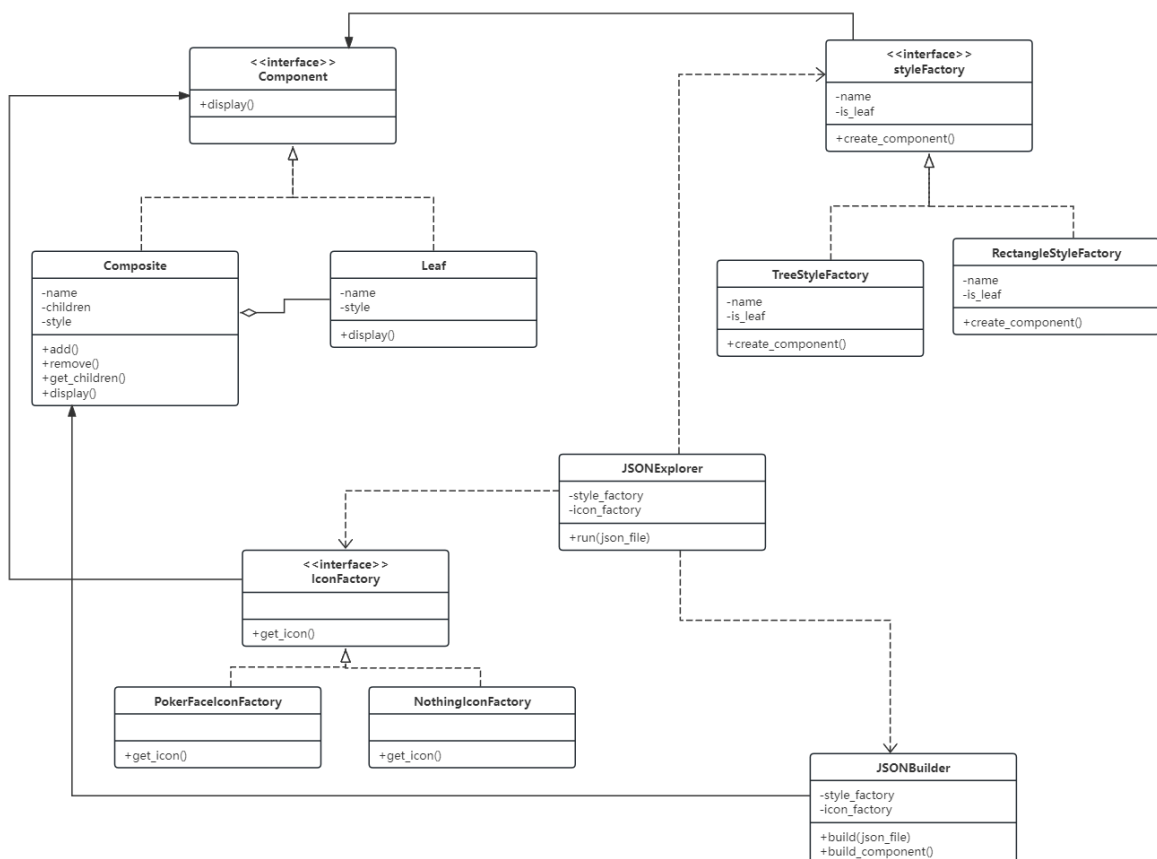 <<interface>>
Component
+display()
<<interface>>
styleFactory
-name
-is_leaf
+create_component()
Composite
-name
-children
-style
+add()
+remove()
+get_children()
+display()
Leaf
-name
-style
+display()
TreeStyleFactory
-name
-is_leaf
+create_component()
RectangleStyleFactory
-name
-is_leaf
+create_component()
JSONExplorer
-style_factory
-icon_factory
+run(json_file)
<<interface>>
IconFactory
+get_icon()
PokerFaceIconFactory
+get_icon()
NothingIconFactory
+get_icon()
JSONBuilder
-style_factory
-icon_factory
+build(json_file)
+build_component()